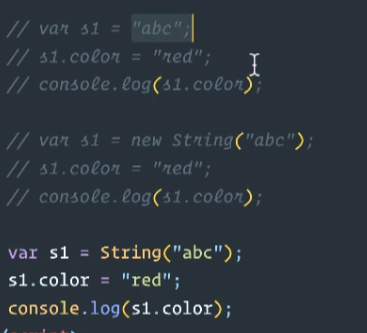 // var s1 = "abc";
// s1.color = "red";
// console.log(s1.color);
// var s1 = new String("abc");
// s1.color = "red";
// console.log(s1.color);
var s1 = String("abc");
s1.color = "red";
console.log(s1.color);